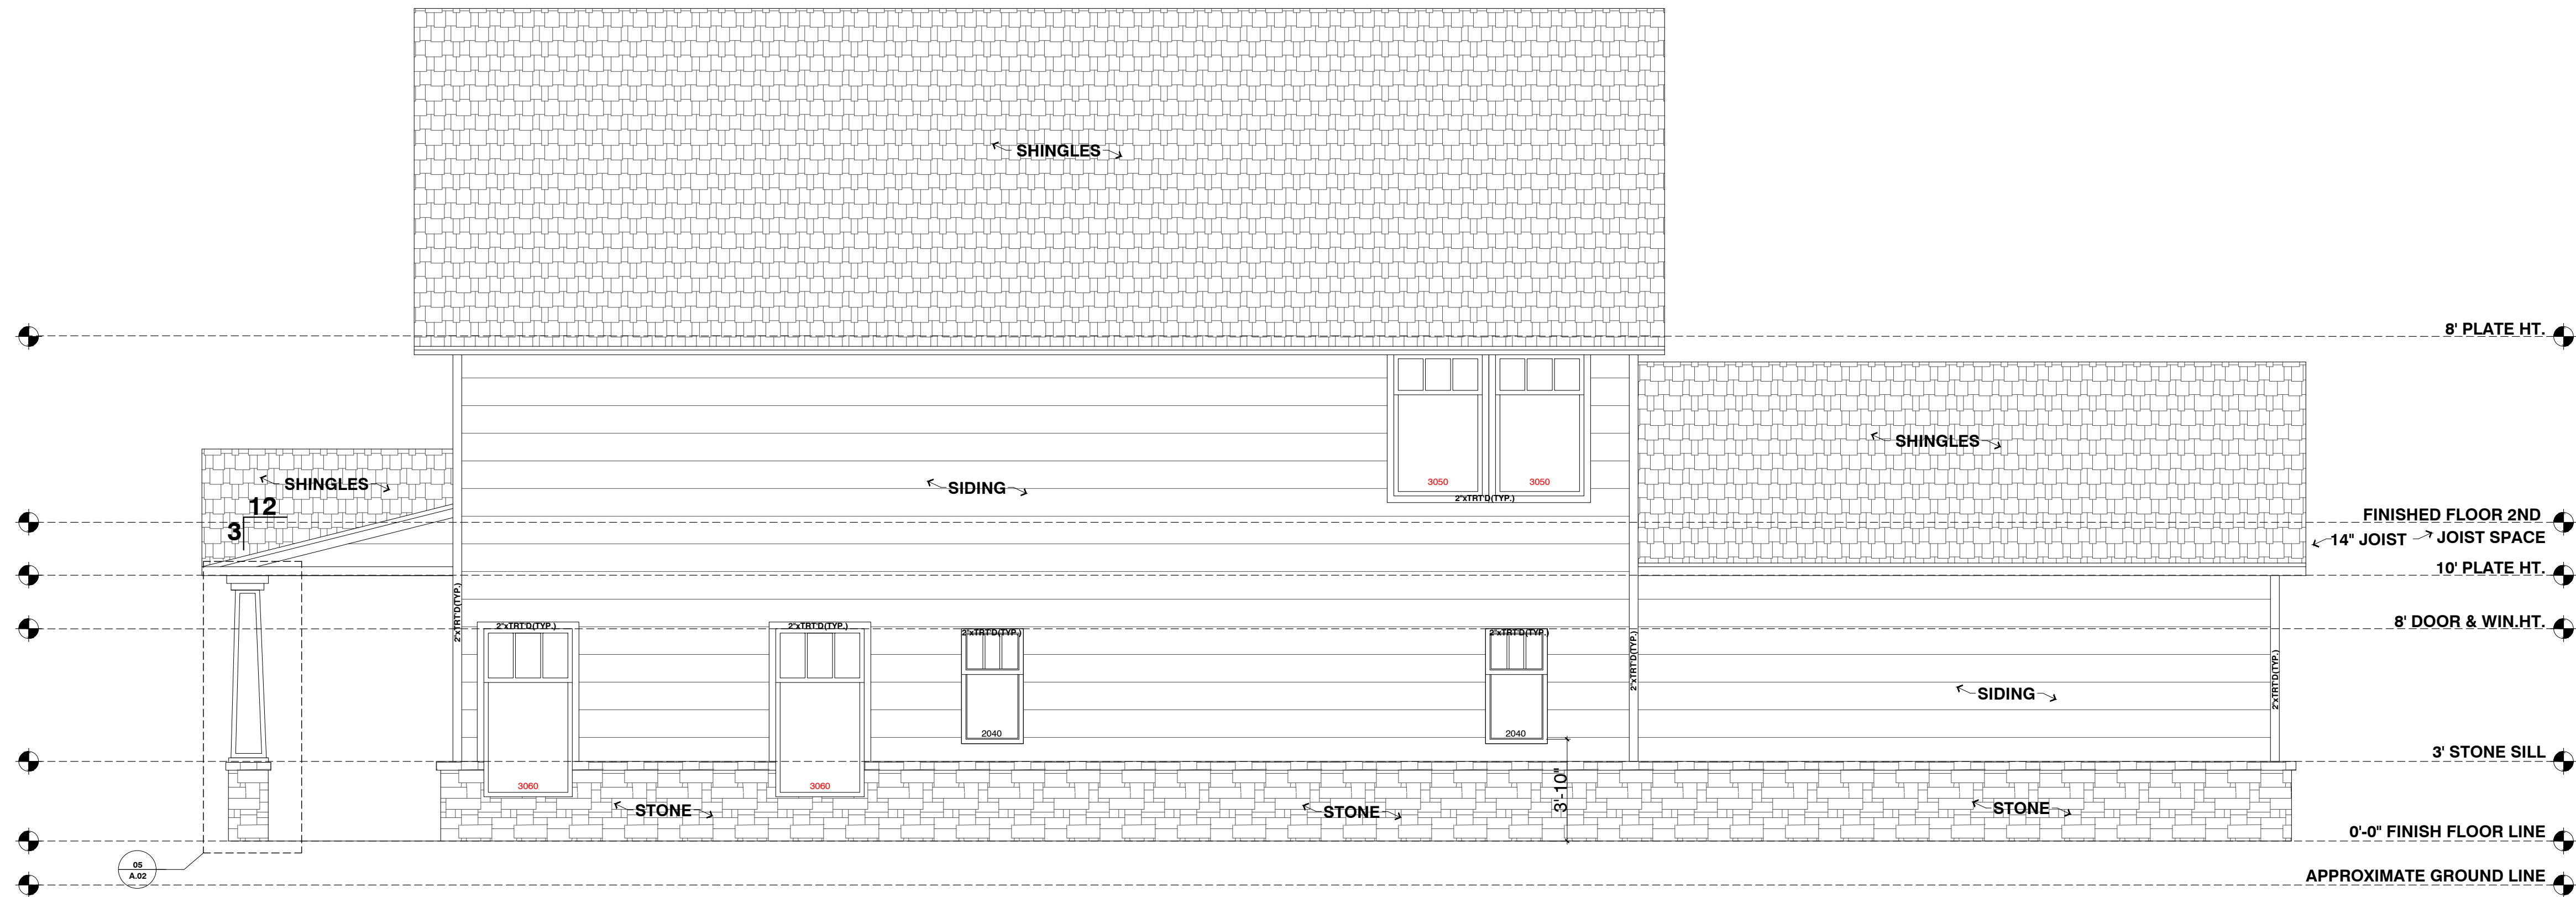 SHINGLES
8' PLATE HT.
SHINGLES
3050
3050
2"xTRT'D(TYP.)
SHINGLES
SIDING
12
3
FINISHED FLOOR 2ND
14" JOIST
JOIST SPACE
10' PLATE HT.
8' DOOR & WIN.HT.
2"xTRT'D(TYP.)
2"xTRT'D(TYP.)
2"xTRT'D(TYP.)
2"xTRT'D(TYP.)
2"xTRT'D(TYP.)
2"xTRT'D(TYP.)
2"xTRT'D(TYP.)
SIDING
2040
2040
3' STONE SILL
3060
3060
3'-10"
STONE
STONE
STONE
0'-0" FINISH FLOOR LINE
05
A.02
APPROXIMATE GROUND LINE